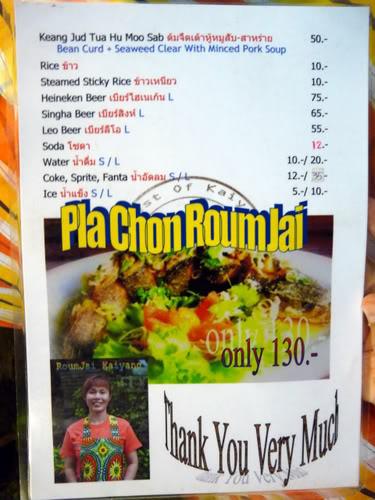 Keang Jud Tua Hu Moo Sab ต้มจืดเต้าหู้หมูสับ-สาหร่าย 50.-
Bean Curd + Seaweed Clear With Minced Pork Soup
Rice ข้าว 10.-
Steamed Sticky Rice ข้าวเหนียว 10.-
Heineken Beer เบียร์ไฮเนเก้น L 75.-
Singha Beer เบียร์สิงห์ L 65.-
Leo Beer เบียร์ลีโอ L 55.-
Soda โซดา 12.-
Water น้ำดื่ม S / L 10.-/ 20.-
Coke, Sprite, Fanta น้ำอัดลม S / L 12.-/ 35.-
Ice น้ำแข็ง S / L 5.-/ 10.-
st Of Kaiy
Pla Chon Roum Jai
only 130.-
RoumJai Kaiyang
Thank You Very Much